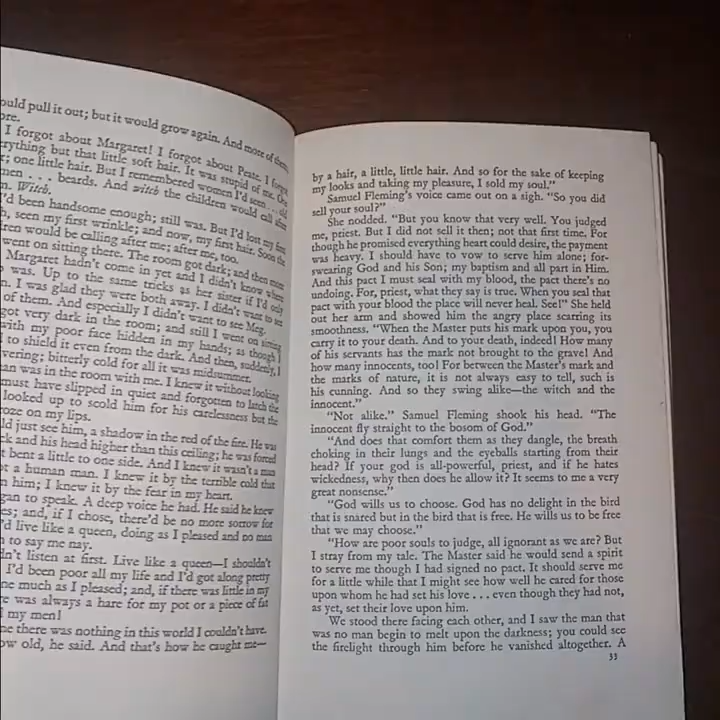 ould pull it out; but it would grow again. And more of them,
ore.
I forgot about Margaret! I forgot about Peate. I forgot
erything but that little soft hair. It was stupid of me. One
r; one little hair. But I remembered women I'd seen . . . old
men . . . beards. And witch the children would call after
n. Witch.
I'd been handsome enough; still was. But I'd lost my first
h, seen my first wrinkle; and now, my first hair. Soon the
ren would be calling after me; after me, too.
went on sitting there. The room got dark; and then more
Margaret hadn't come in yet and I didn't know where
was. Up to the same tricks as her sister if I'd only
n. I was glad they were both away. I didn't want to see
of them. And especially I didn't want to see Meg.
got very dark in the room; and still I went on sitting
with my poor face hidden in my hands; as though I
to shield it even from the dark. And then, suddenly, I
vering; bitterly cold for all it was midsummer.
an was in the room with me. I knew it without looking
must have slipped in quiet and forgotten to latch the
looked up to scold him for his carelessness but the
roze on my lips.
ld just see him, a shadow in the red of the fire. He was
ck and his head higher than this ceiling; he was forced
t bent a little to one side. And I knew it wasn't a man
ot a human man. I knew it by the terrible cold that
n him; I knew it by the fear in my heart.
gan to speak. A deep voice he had. He said he knew
es; and, if I chose, there'd be no more sorrow for
'd live like a queen, doing as I pleased and no man
to say me nay.
dn't listen at first. Live like a queen—I shouldn't
I'd been poor all my life and I'd got along pretty
ne much as I pleased; and, if there was little in my
re was always a hare for my pot or a piece of fat
l my men!
ne there was nothing in this world I couldn't have.
ow old, he said. And that's how he caught me—
by a hair, a little, little hair. And so for the sake of keeping
my looks and taking my pleasure, I sold my soul."
Samuel Fleming's voice came out on a sigh. "So you did
sell your soul?"
She nodded. "But you know that very well. You judged
me, priest. But I did not sell it then; not that first time. For
though he promised everything heart could desire, the payment
was heavy. I should have to vow to serve him alone; for-
swearing God and his Son; my baptism and all part in Him.
And this pact I must seal with my blood, the pact there's no
undoing. For, priest, what they say is true. When you seal that
pact with your blood the place will never heal. See!" She held
out her arm and showed him the angry place scarring its
smoothness. "When the Master puts his mark upon you, you
carry it to your death. And to your death, indeed! How many
of his servants has the mark not brought to the grave! And
how many innocents, too! For between the Master's mark and
the marks of nature, it is not always easy to tell, such is
his cunning. And so they swing alike—the witch and the
innocent."
"Not alike." Samuel Fleming shook his head. "The
innocent fly straight to the bosom of God."
"And does that comfort them as they dangle, the breath
choking in their lungs and the eyeballs starting from their
head? If your god is all-powerful, priest, and if he hates
wickedness, why then does he allow it? It seems to me a very
great nonsense."
"God wills us to choose. God has no delight in the bird
that is snared but in the bird that is free. He wills us to be free
that we may choose."
"How are poor souls to judge, all ignorant as we are? But
I stray from my tale. The Master said he would send a spirit
to serve me though I had signed no pact. It should serve me
for a little while that I might see how well he cared for those
upon whom he had set his love . . . even though they had not,
as yet, set their love upon him.
We stood there facing each other, and I saw the man that
was no man begin to melt upon the darkness; you could see
the firelight through him before he vanished altogether. A
35